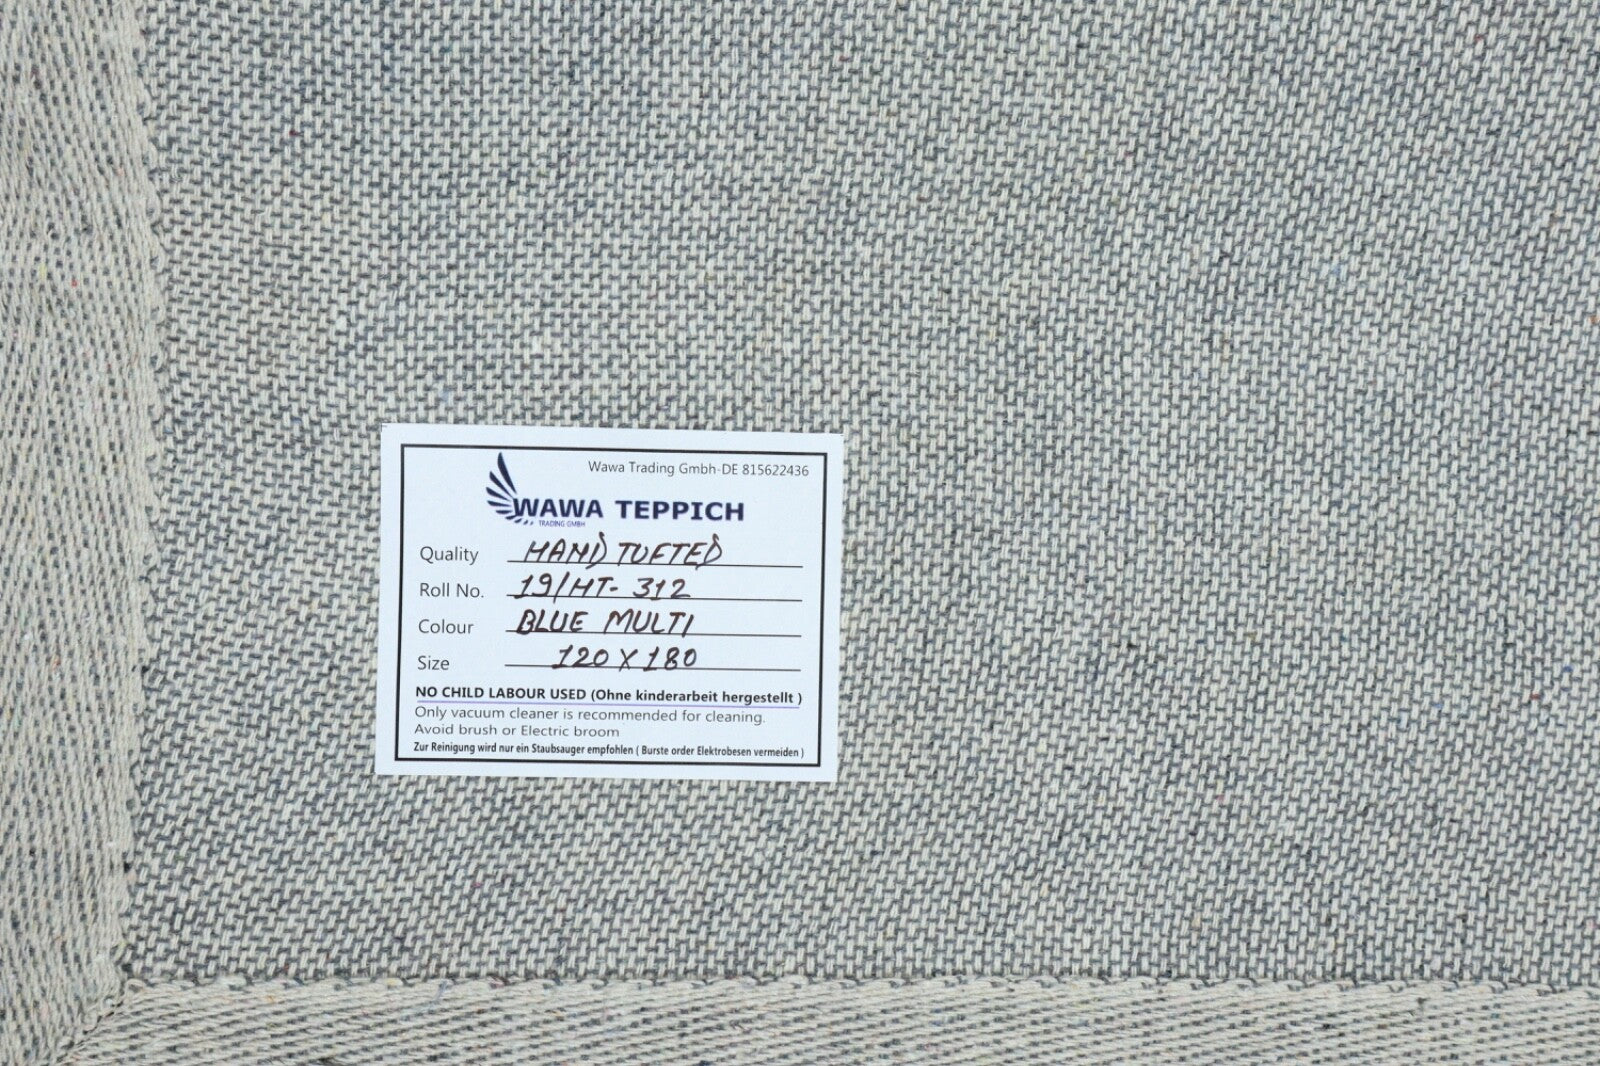 Wawa Trading Gmbh-DE 815622436
WAWA TEPPICH
TRADING GMBH
Quality HAND TUFTED
Roll No. 19/HT- 312
Colour BLUE MULTI
Size 120 X 180
NO CHILD LABOUR USED (Ohne kinderarbeit hergestellt )
Only vacuum cleaner is recommended for cleaning.
Avoid brush or Electric broom
Zur Reinigung wird nur ein Staubsauger empfohlen ( Burste order Elektrobesen vermeiden )